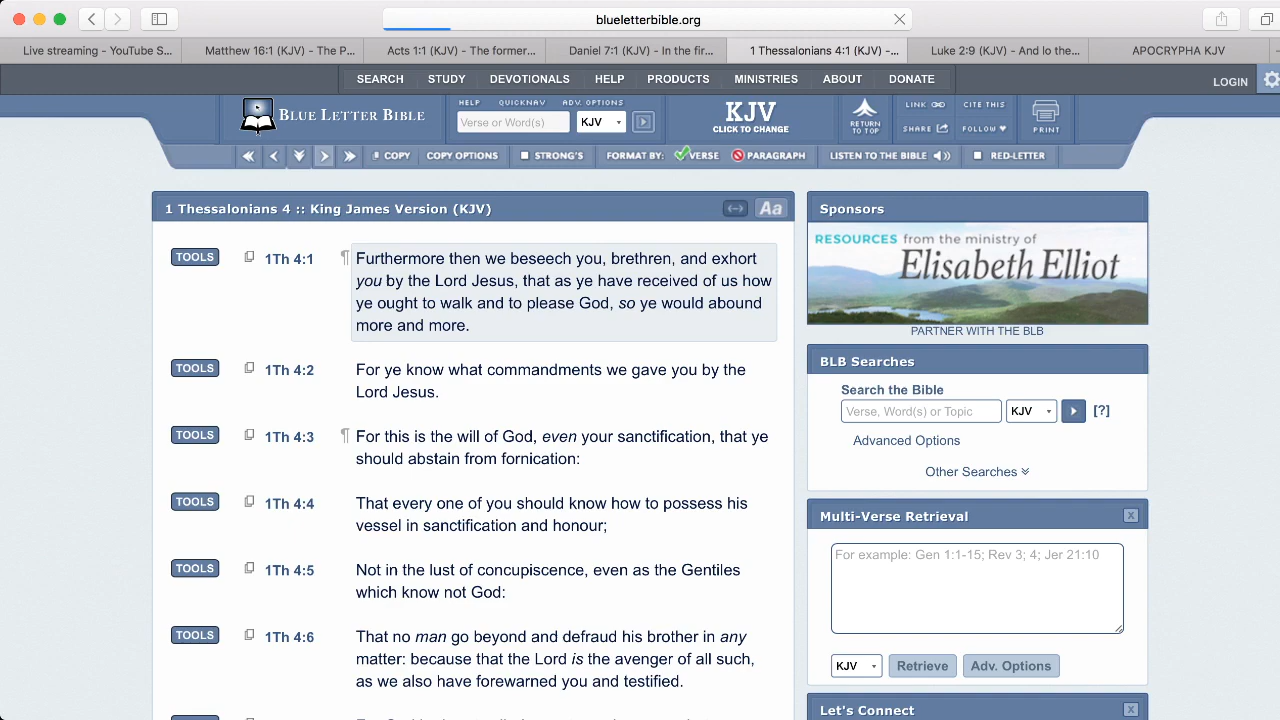 blueletterbible.org
Live streaming - YouTube S...
Matthew 16:1 (KJV) - The P...
Acts 1:1 (KJV) - The former...
Daniel 7:1 (KJV) - In the fir...
1 Thessalonians 4:1 (KJV) -...
Luke 2:9 (KJV) - And lo the...
APOCRYPHA KJV
SEARCH STUDY DEVOTIONALS HELP PRODUCTS MINISTRIES ABOUT DONATE
LOGIN
BLUE LETTER BIBLE
HELP QUICKNAV ADV. OPTIONS
Verse or Word(s) KJV
KJV
CLICK TO CHANGE
RETURN
TO TOP
LINK CITE THIS
SHARE FOLLOW
PRINT
COPY COPY OPTIONS STRONG'S FORMAT BY: VERSE PARAGRAPH LISTEN TO THE BIBLE RED-LETTER
1 Thessalonians 4 :: King James Version (KJV)
Aa
TOOLS 1Th 4:1 ¶ Furthermore then we beseech you, brethren, and exhort
you by the Lord Jesus, that as ye have received of us how
ye ought to walk and to please God, so ye would abound
more and more.
TOOLS 1Th 4:2 For ye know what commandments we gave you by the
Lord Jesus.
TOOLS 1Th 4:3 ¶ For this is the will of God, even your sanctification, that ye
should abstain from fornication:
TOOLS 1Th 4:4 That every one of you should know how to possess his
vessel in sanctification and honour;
TOOLS 1Th 4:5 Not in the lust of concupiscence, even as the Gentiles
which know not God:
TOOLS 1Th 4:6 That no man go beyond and defraud his brother in any
matter: because that the Lord is the avenger of all such,
as we also have forewarned you and testified.
Sponsors
RESOURCES from the ministry of
Elisabeth Elliot
PARTNER WITH THE BLB
BLB Searches
Search the Bible
Verse, Word(s) or Topic KJV [?]
Advanced Options
Other Searches
Multi-Verse Retrieval
For example: Gen 1:1-15; Rev 3; 4; Jer 21:10
KJV Retrieve Adv. Options
Let's Connect